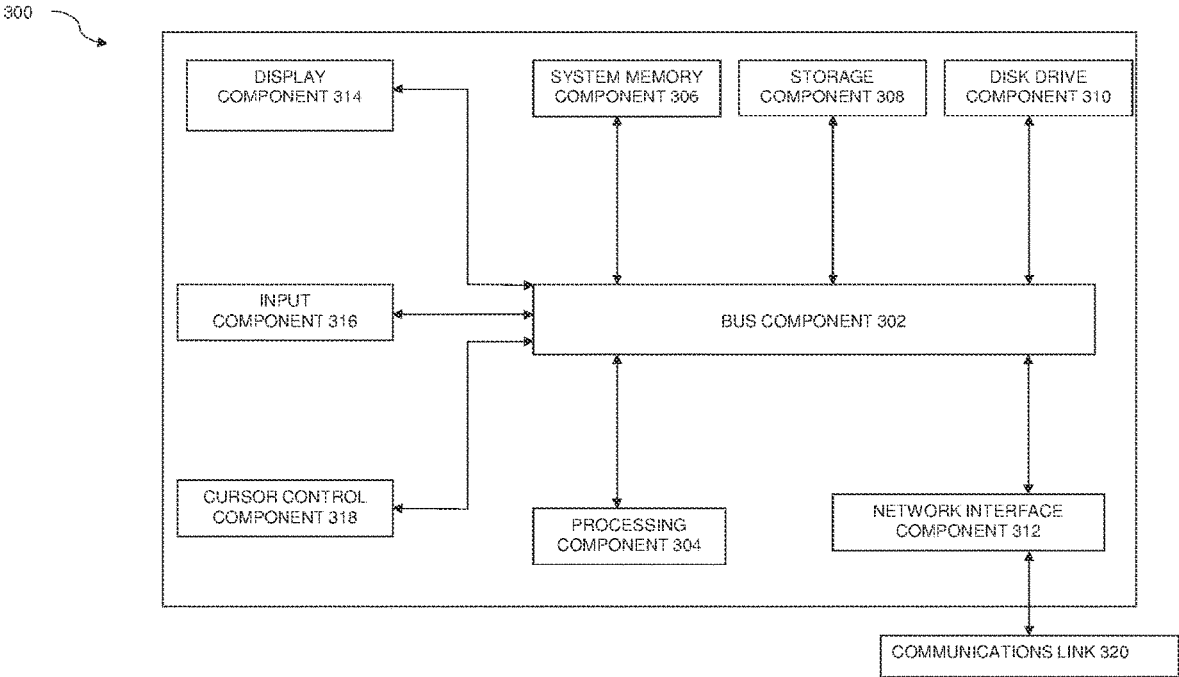 300
DISPLAY
COMPONENT 314
SYSTEM MEMORY
COMPONENT 306
STORAGE
COMPONENT 308
DISK DRIVE
COMPONENT 310
INPUT
COMPONENT 316
BUS COMPONENT 302
CURSOR CONTROL
COMPONENT 318
PROCESSING
COMPONENT 304
NETWORK INTERFACE
COMPONENT 312
COMMUNICATIONS LINK 320